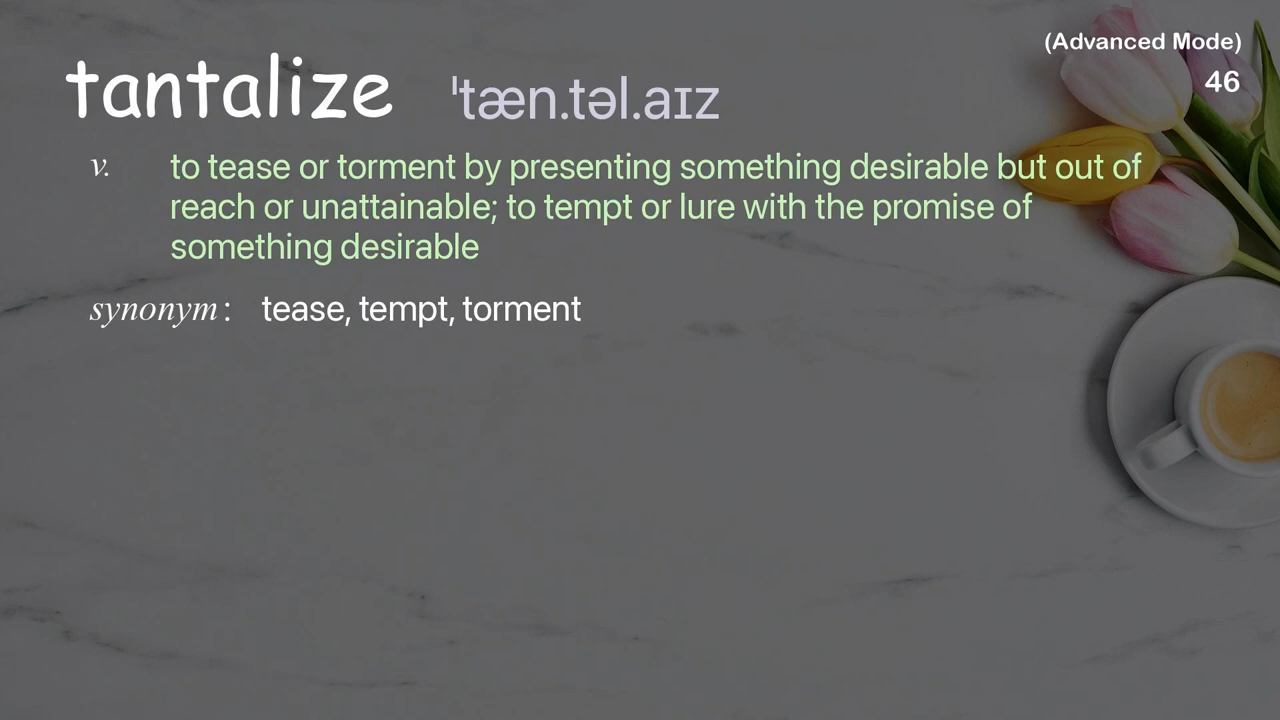 (Advanced Mode)
tantalize ˈtæn.təl.aɪz
46
v. to tease or torment by presenting something desirable but out of
reach or unattainable; to tempt or lure with the promise of
something desirable
synonym: tease, tempt, torment